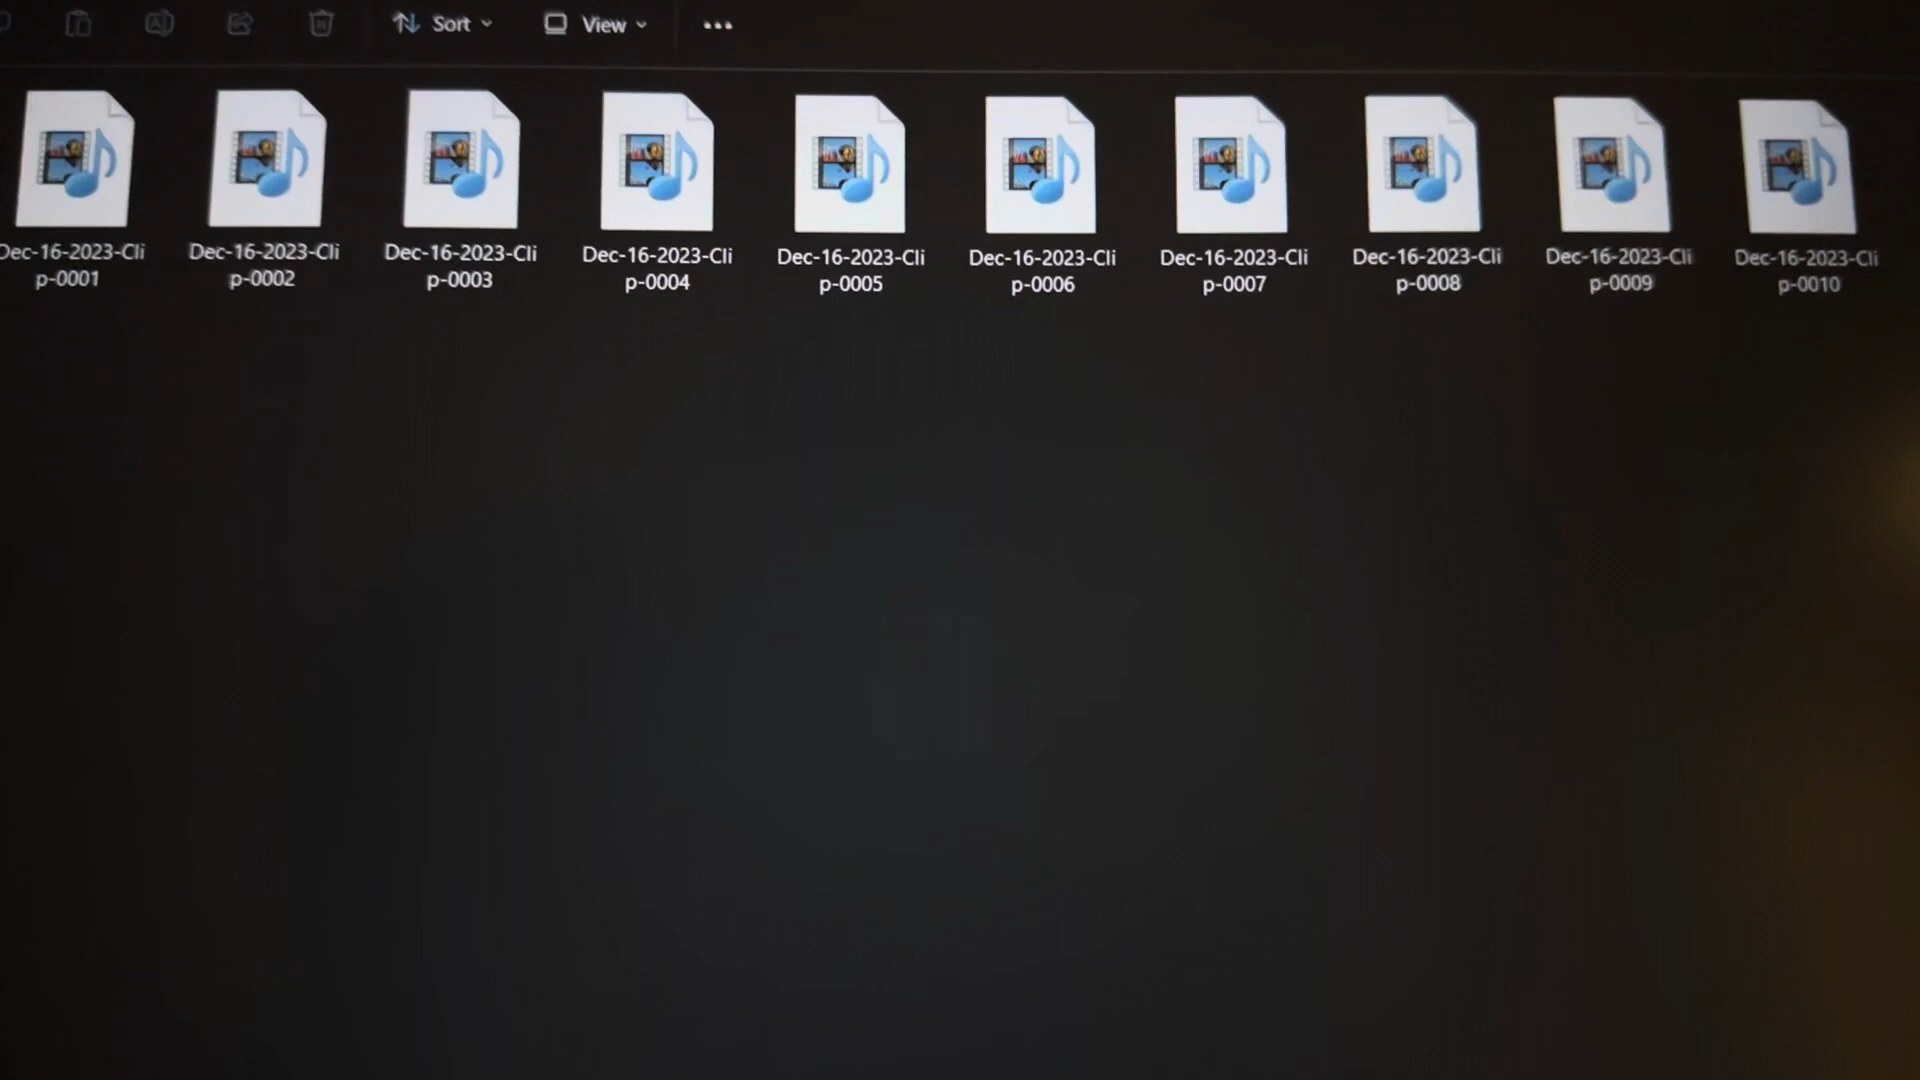 Sort
View
Dec-16-2023-Cli
p-0001
Dec-16-2023-Cli
p-0002
Dec-16-2023-Cli
p-0003
Dec-16-2023-Cli
p-0004
Dec-16-2023-Cli
p-0005
Dec-16-2023-Cli
p-0006
Dec-16-2023-Cli
p-0007
Dec-16-2023-Cli
p-0008
Dec-16-2023-Cli
p-0009
Dec-16-2023-Cli
p-0010